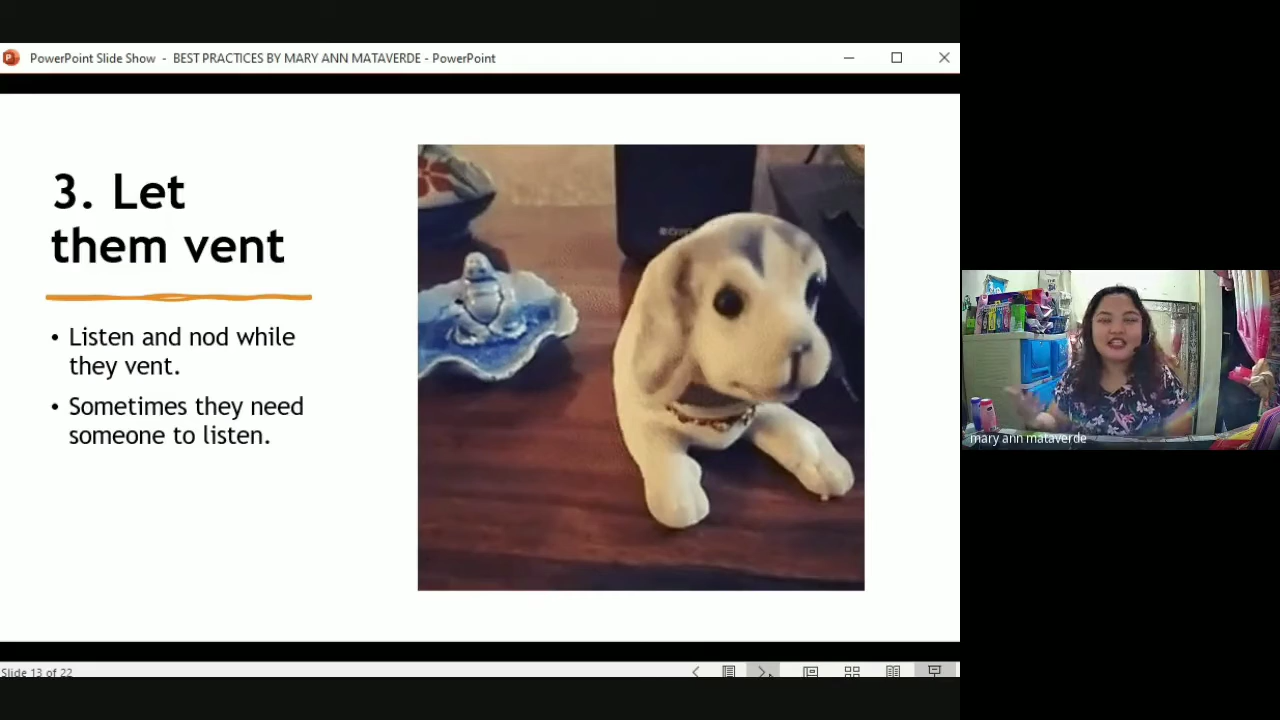 PowerPoint Slide Show - BEST PRACTICES BY MARY ANN MATAVERDE - PowerPoint
3. Let
them vent
• Listen and nod while
they vent.
• Sometimes they need
someone to listen.
mary ann mataverde
Slide 13 of 22